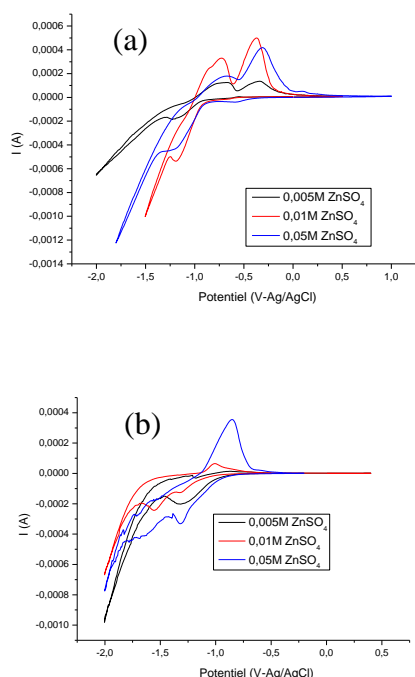 (a)
0,0006
0,0004
0,0002
0,0000
-0,0002
-0,0004
-0,0006
-0,0008
-0,0010
-0,0012
-0,0014
I (A)
0,005M ZnSO4
0,01M ZnSO4
0,05M ZnSO4
-2,0 -1,5 -1,0 -0,5 0,0 0,5 1,0
Potentiel (V-Ag/AgCl)
(b)
0,0004
0,0002
0,0000
-0,0002
-0,0004
-0,0006
-0,0008
-0,0010
I (A)
0,005M ZnSO4
0,01M ZnSO4
0,05M ZnSO4
-2,0 -1,5 -1,0 -0,5 0,0 0,5
Potentiel (V-Ag/AgCl)